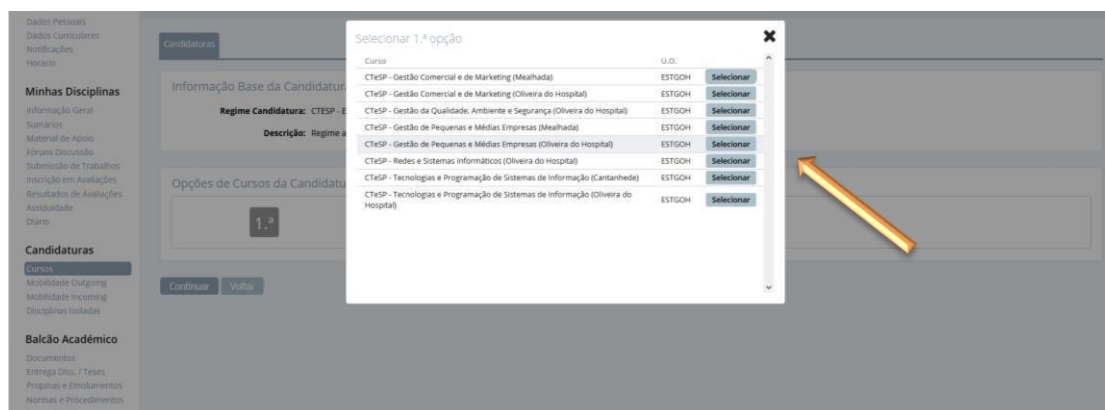 Dados Pessoais
Dados Curriculares
Notificações
Horário
Minhas Disciplinas
Informação Geral
Sumários
Material de Apoio
Fóruns Discussão
Submissão de Trabalhos
Inscrição em Avaliações
Resultados de Avaliações
Assiduidade
Diário
Candidaturas
Cursos
Mobilidade Outgoing
Mobilidade Incoming
Disciplinas Isoladas
Balcão Académico
Documentos
Entrega Diss. / Teses
Propinas e Emolumentos
Normas e Procedimentos
Candidaturas
Informação Base da Candidatur
Regime Candidatura: CTESP - E
Descrição: Regime a
Opções de Cursos da Candidatu
1.ª
Continuar Voltar
Selecionar 1.ª opção
Curso U.O.
CTeSP - Gestão Comercial e de Marketing (Mealhada) ESTGOH Selecionar
CTeSP - Gestão Comercial e de Marketing (Oliveira do Hospital) ESTGOH Selecionar
CTeSP - Gestão da Qualidade, Ambiente e Segurança (Oliveira do Hospital) ESTGOH Selecionar
CTeSP - Gestão de Pequenas e Médias Empresas (Mealhada) ESTGOH Selecionar
CTeSP - Gestão de Pequenas e Médias Empresas (Oliveira do Hospital) ESTGOH Selecionar
CTeSP - Redes e Sistemas Informáticos (Oliveira do Hospital) ESTGOH Selecionar
CTeSP - Tecnologias e Programação de Sistemas de Informação (Cantanhede) ESTGOH Selecionar
CTeSP - Tecnologias e Programação de Sistemas de Informação (Oliveira do
Hospital) ESTGOH Selecionar